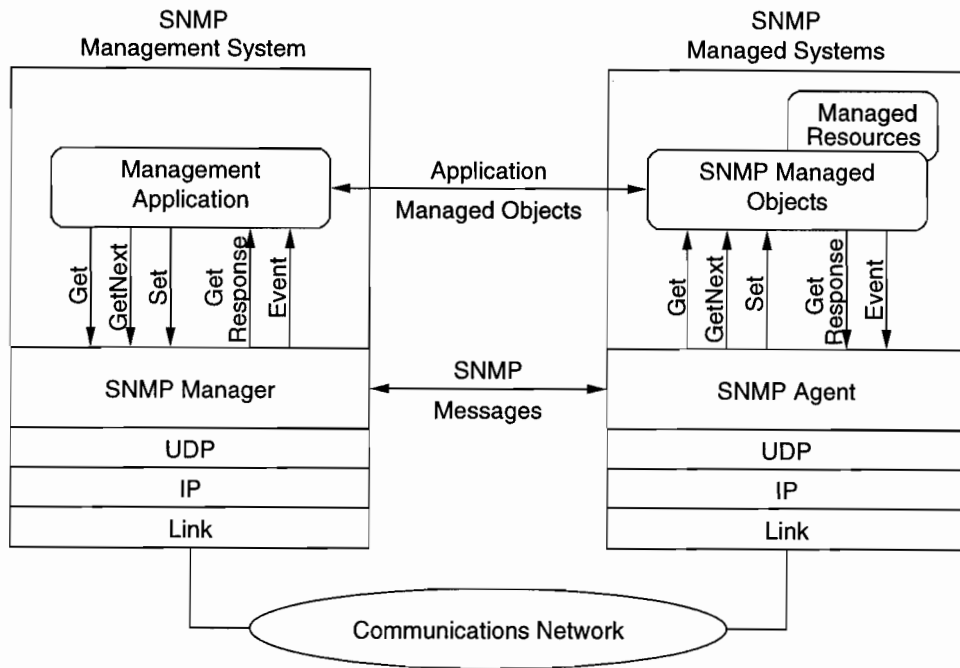 SNMP
Management System
SNMP
Managed Systems
Managed
Resources
Management
Application
Application
Managed Objects
SNMP Managed
Objects
Get
GetNext
Set
Get
Response
Event
Get
GetNext
Set
Get
Response
Event
SNMP Manager
SNMP
Messages
SNMP Agent
UDP
UDP
IP
IP
Link
Link
Communications Network